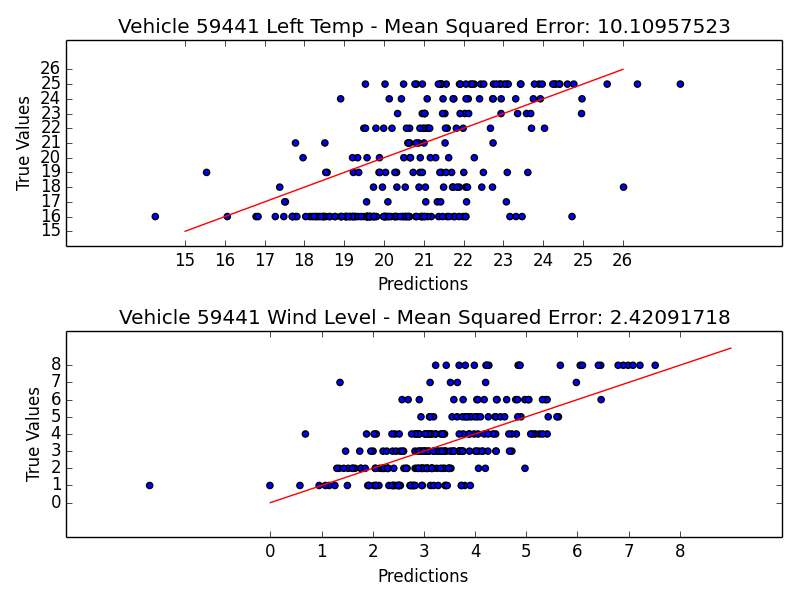 Vehicle 59441 Left Temp - Mean Squared Error: 10.10957523
True Values
26
25
24
23
22
21
20
19
18
17
16
15
15 16 17 18 19 20 21 22 23 24 25 26
Predictions
Vehicle 59441 Wind Level - Mean Squared Error: 2.42091718
True Values
8
7
6
5
4
3
2
1
0
0 1 2 3 4 5 6 7 8
Predictions